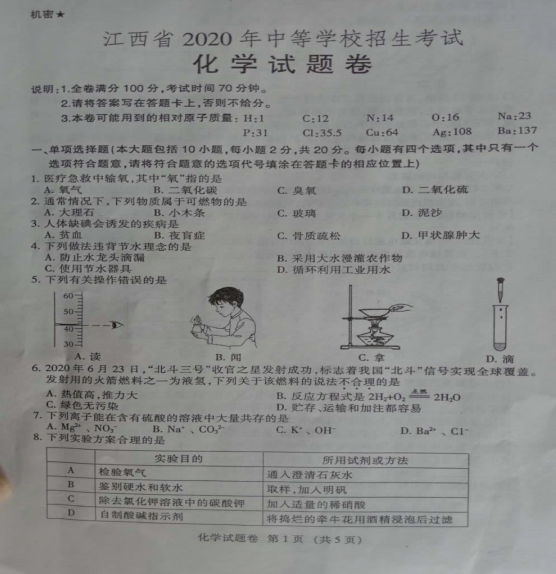 机密★
江西省 2020 年中等学校招生考试
化学试题卷
说明:1.全卷满分 100 分,考试时间 70 分钟。
2.请将答案写在答题卡上,否则不给分。
3.本卷可能用到的相对原子质量:H:1 C:12 N:14 O:16 Na:23
P:31 Cl:35.5 Cu:64 Ag:108 Ba:137
一、单项选择题(本大题包括 10 小题,每小题 2 分,共 20 分。每小题有四个选项,其中只有一个
选项符合题意,请将符合题意的选项代号填涂在答题卡的相应位置上)
1. 医疗急救中输氧,其中“氧”指的是
A. 氧气 B. 二氧化碳 C. 臭氧 D. 二氧化硫
2. 通常情况下,下列物质属于可燃物的是
A. 大理石 B. 小木条 C. 玻璃 D. 泥沙
3. 人体缺碘会诱发的疾病是
A. 贫血 B. 夜盲症 C. 骨质疏松 D. 甲状腺肿大
4. 下列做法违背节水理念的是
A. 防止水龙头滴漏 B. 采用大水漫灌农作物
C. 使用节水器具 D. 循环利用工业用水
5. 下列有关操作错误的是
60
50
40
30
A. 读 B. 闻 C. 拿 D. 滴
6. 2020 年 6 月 23 日,“北斗三号”收官之星发射成功,标志着我国“北斗”信号实现全球覆盖。
发射用的火箭燃料之一为液氢,下列关于该燃料的说法不合理的是
A. 热值高,推力大 B. 反应方程式是 2H₂+O₂ 点燃 2H₂O
C. 绿色无污染 D. 贮存、运输和加注都容易
7. 下列离子能在含有硫酸的溶液中大量共存的是
A. Mg²⁺、NO₃⁻ B. Na⁺、CO₃²⁻ C. K⁺、OH⁻ D. Ba²⁺、Cl⁻
8. 下列实验方案合理的是
实验目的 所用试剂或方法
A 检验氧气 通入澄清石灰水
B 鉴别硬水和软水 取样,加入明矾
C 除去氯化钾溶液中的碳酸钾 加入适量的稀硝酸
D 自制酸碱指示剂 将捣烂的牵牛花用酒精浸泡后过滤
化学试题卷 第 1 页 (共 5 页)